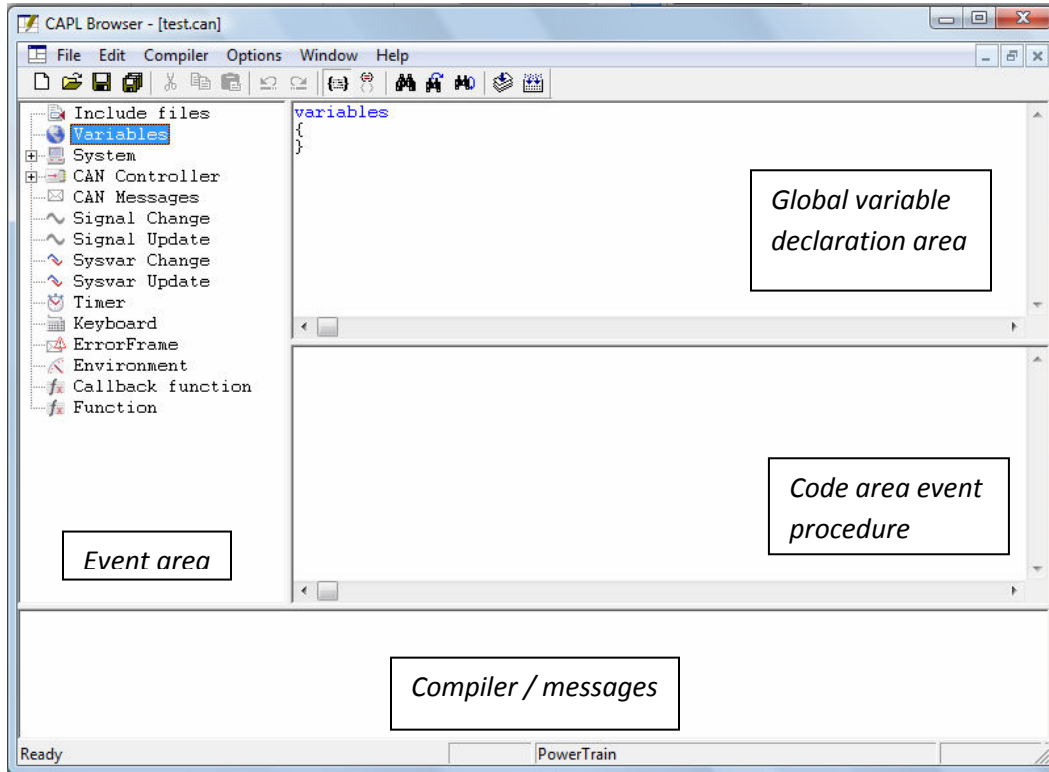 CAPL Browser - [test.can]
File Edit Compiler Options Window Help
Include files
Variables
System
CAN Controller
CAN Messages
Signal Change
Signal Update
Sysvar Change
Sysvar Update
Timer
Keyboard
ErrorFrame
Environment
Callback function
Function
Event area
variables
{
}
Global variable
declaration area
Code area event
procedure
Compiler / messages
Ready PowerTrain